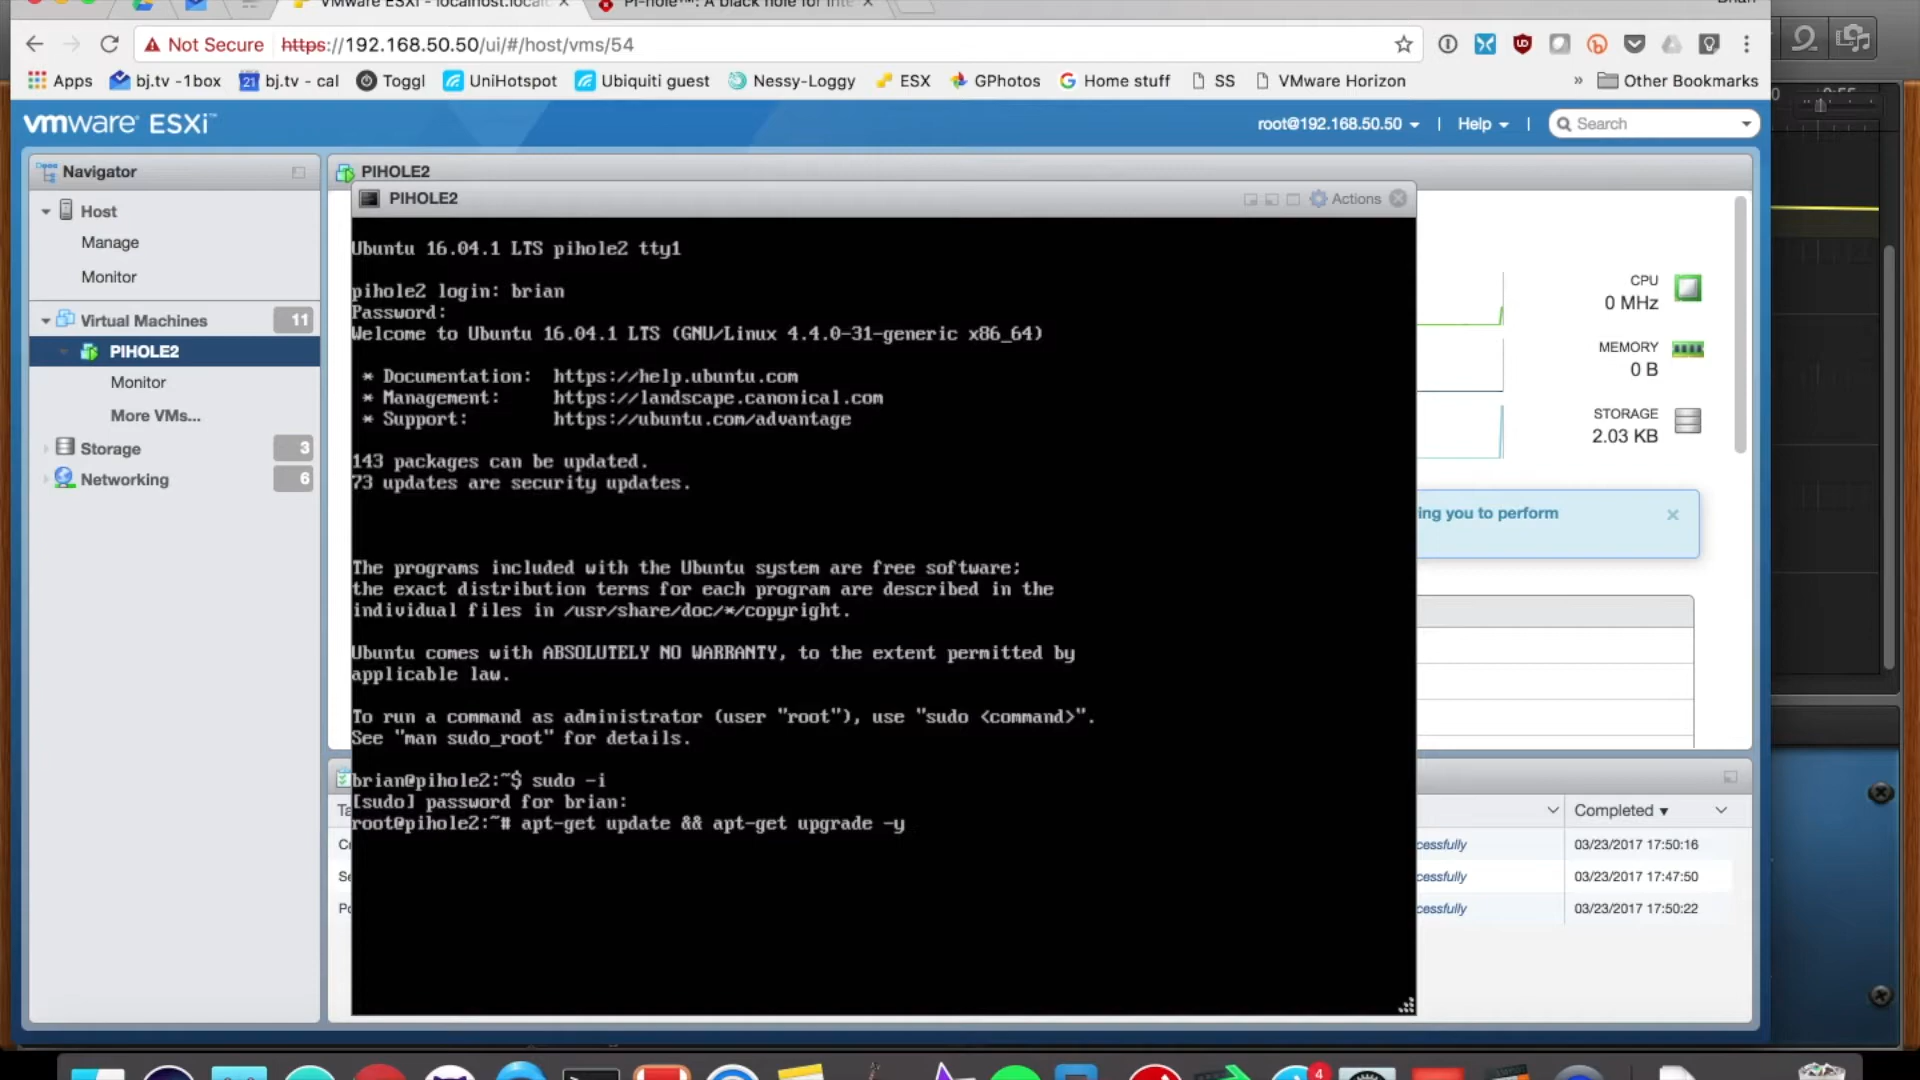 Not Secure https://192.168.50.50/ui/#/host/vms/54
Apps bj.tv -1box bj.tv - cal Toggl UniHotspot Ubiquiti guest Nessy-Loggy ESX GPhotos Home stuff SS VMware Horizon » Other Bookmarks
vmware ESXi™
root@192.168.50.50 | Help | Search
Navigator
Host
Manage
Monitor
Virtual Machines 11
PIHOLE2
Monitor
More VMs...
Storage 3
Networking 6
PIHOLE2
PIHOLE2 Actions
Ubuntu 16.04.1 LTS pihole2 tty1
pihole2 login: brian
Password:
Welcome to Ubuntu 16.04.1 LTS (GNU/Linux 4.4.0-31-generic x86_64)
* Documentation: https://help.ubuntu.com
* Management: https://landscape.canonical.com
* Support: https://ubuntu.com/advantage
143 packages can be updated.
73 updates are security updates.
The programs included with the Ubuntu system are free software;
the exact distribution terms for each program are described in the
individual files in /usr/share/doc/*/copyright.
Ubuntu comes with ABSOLUTELY NO WARRANTY, to the extent permitted by
applicable law.
To run a command as administrator (user "root"), use "sudo <command>".
See "man sudo_root" for details.
brian@pihole2:~$ sudo -i
[sudo] password for brian:
root@pihole2:~# apt-get update && apt-get upgrade -y
CPU
0 MHz
MEMORY
0 B
STORAGE
2.03 KB
ing you to perform
Completed ▼
cessfully 03/23/2017 17:50:16
cessfully 03/23/2017 17:47:50
cessfully 03/23/2017 17:50:22
4